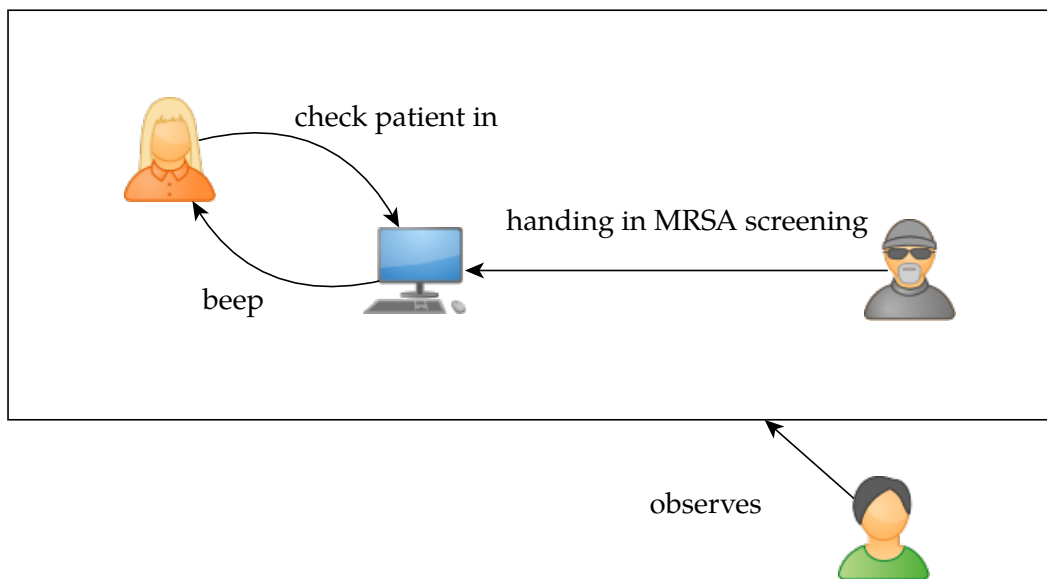 check patient in
handing in MRSA screening
beep
observes